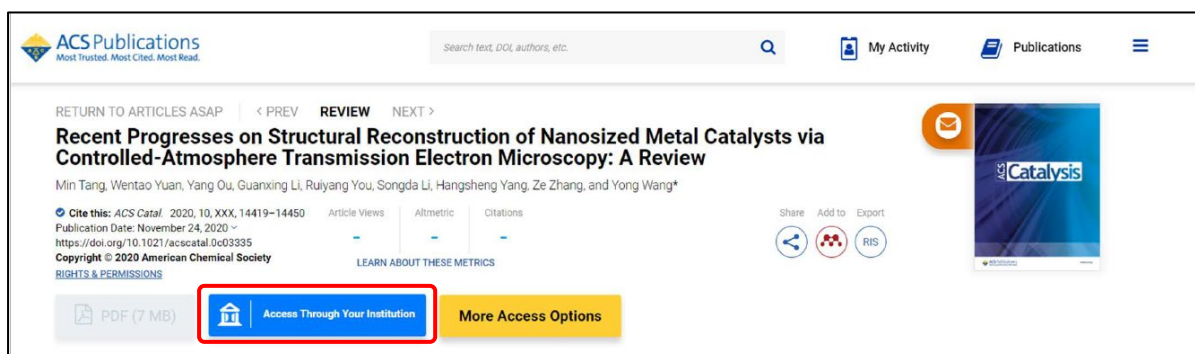 ACS Publications
Most Trusted. Most Cited. Most Read.
Search text, DOI, authors, etc.
My Activity
Publications
RETURN TO ARTICLES ASAP
< PREV
REVIEW
NEXT >
Recent Progresses on Structural Reconstruction of Nanosized Metal Catalysts via
Controlled-Atmosphere Transmission Electron Microscopy: A Review
Min Tang, Wentao Yuan, Yang Ou, Guanxing Li, Ruiyang You, Songda Li, Hangsheng Yang, Ze Zhang, and Yong Wang*
Cite this: ACS Catal. 2020, 10, XXX, 14419–14450
Publication Date: November 24, 2020
https://doi.org/10.1021/acscatal.0c03335
Copyright © 2020 American Chemical Society
RIGHTS & PERMISSIONS
Article Views
-
Altmetric
-
Citations
-
LEARN ABOUT THESE METRICS
Share
Add to
Export
RIS
ACS Catalysis
ACS Publications
PDF (7 MB)
Access Through Your Institution
More Access Options